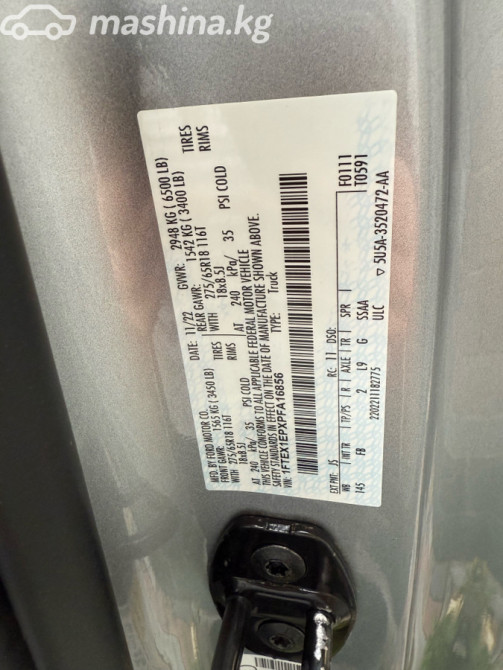 mashina.kg
MFD. BY FORD MOTOR CO. DATE: 11/22 GVWR: 2948 KG ( 6500 LB)
FRONT GAWR: 1565 KG ( 3450 LB) REAR GAWR: 1542 KG ( 3400 LB)
WITH 275/65R18 116T TIRES WITH 275/65R18 116T TIRES
18x8.5J RIMS 18x8.5J RIMS
AT 240 kPa/ 35 PSI COLD AT 240 kPa/ 35 PSI COLD
THIS VEHICLE CONFORMS TO ALL APPLICABLE FEDERAL MOTOR VEHICLE
SAFETY STANDARDS IN EFFECT ON THE DATE OF MANUFACTURE SHOWN ABOVE.
VIN: 1FTEX1EPXPFA16856 TYPE: Truck
F0111
T0591
EXT PNT: JS RC: 11 DSO:
WB INT TR TP/PS R AXLE TR SPR
145 FB 2 L9 G SSAA
ULC
2202211182775
▽ 5U5A-3520472-AA